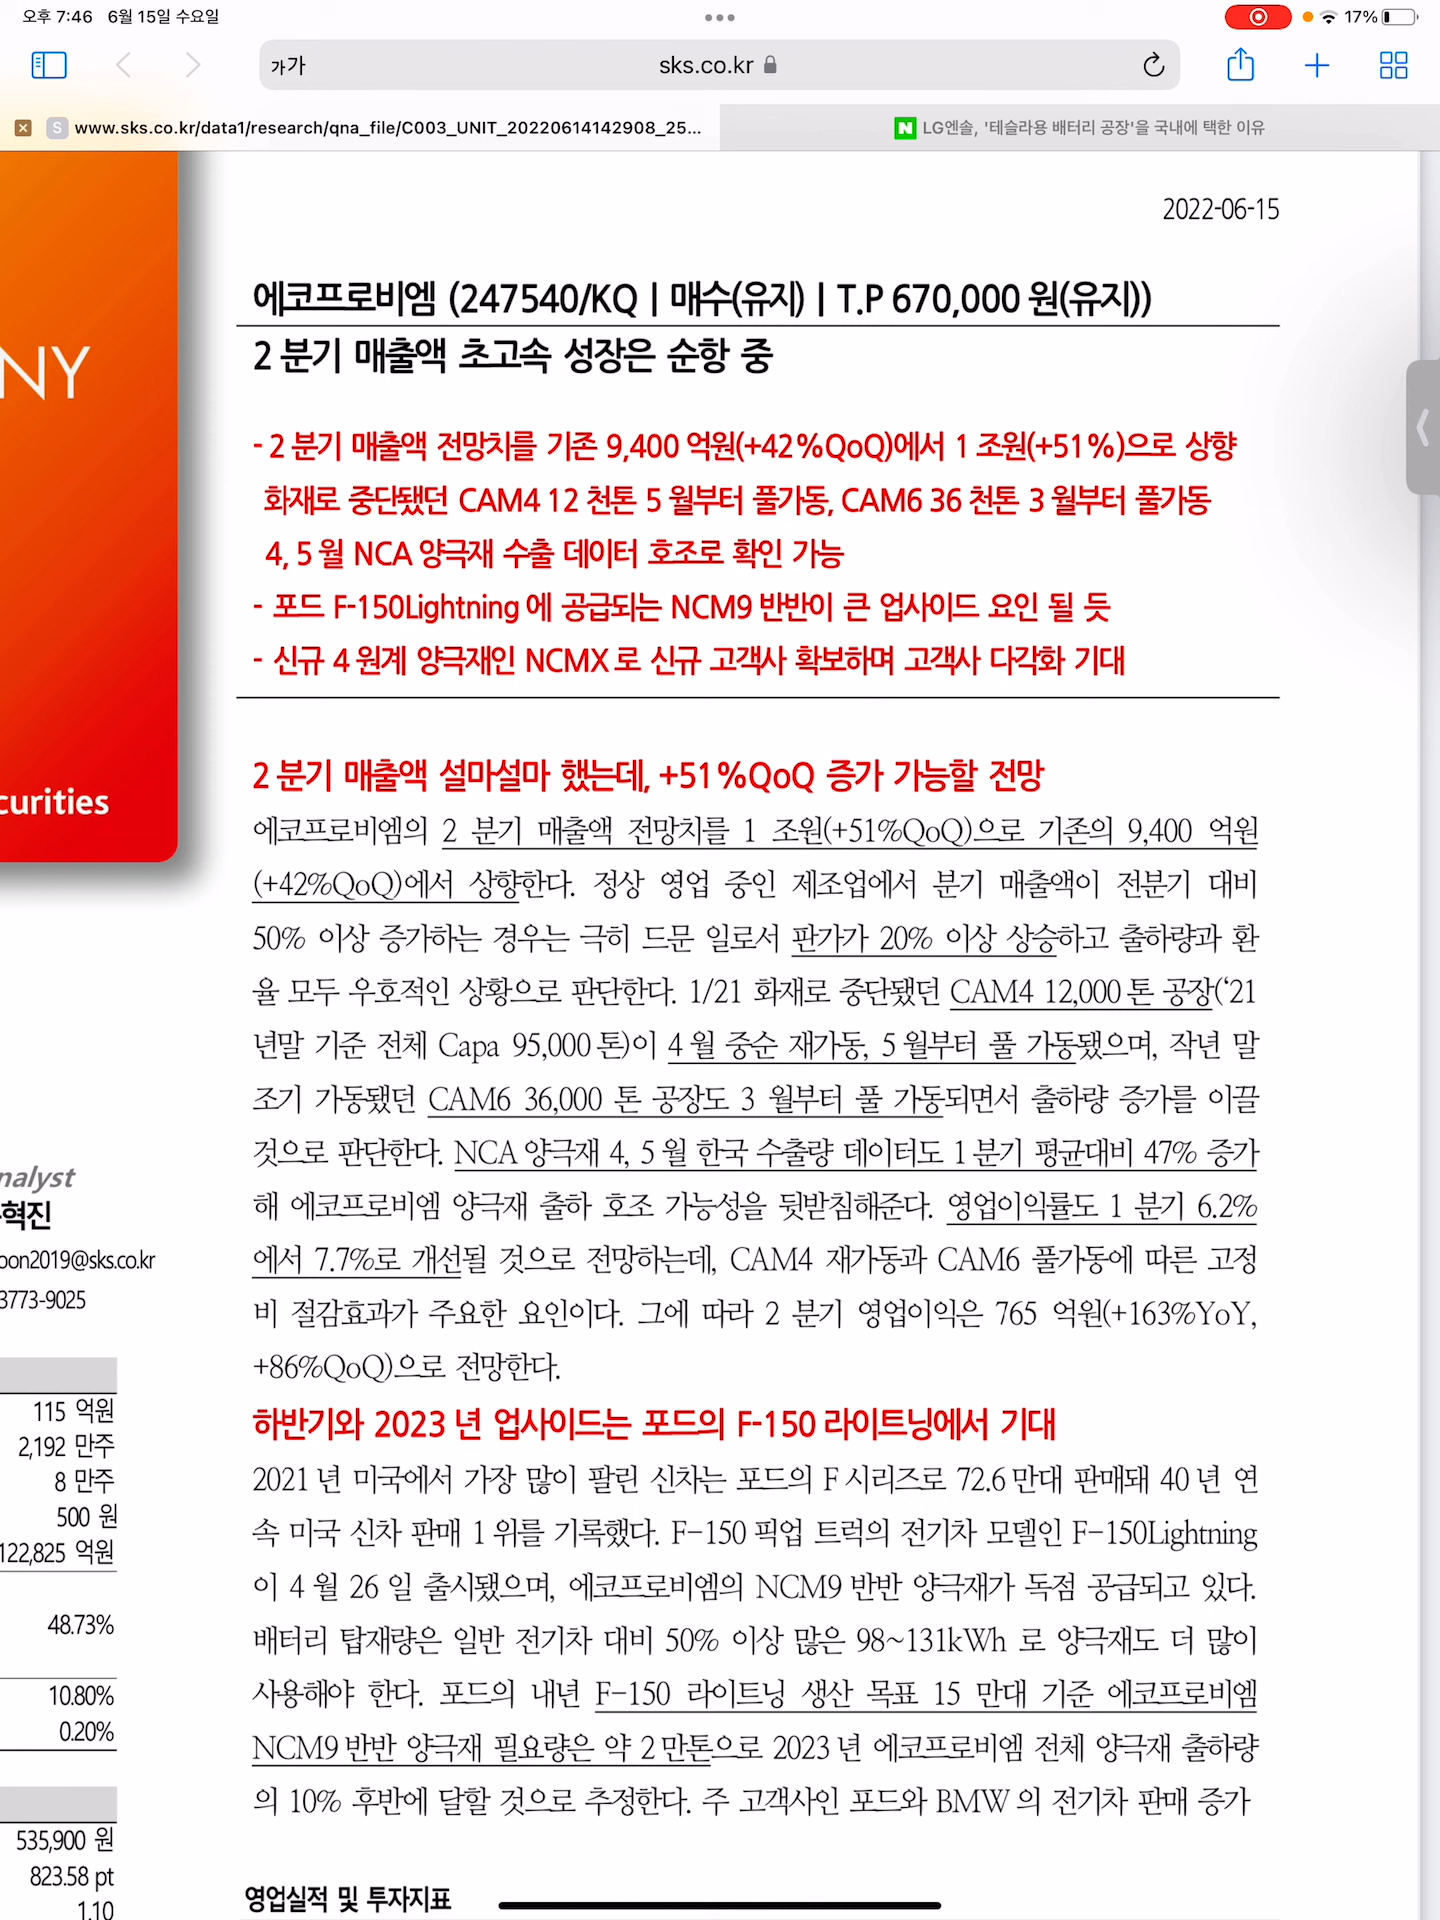 오후 7:46 6월 15일 수요일
17%
가가
sks.co.kr
S www.sks.co.kr/data1/research/qna_file/C003_UNIT_20220614142908_25...
N LG엔솔, '테슬라용 배터리 공장'을 국내에 택한 이유
2022-06-15
에코프로비엠 (247540/KQ | 매수(유지) | T.P 670,000 원(유지))
2 분기 매출액 초고속 성장은 순항 중
NY
- 2 분기 매출액 전망치를 기존 9,400 억원(+42%QoQ)에서 1 조원(+51%)으로 상향
화재로 중단됐던 CAM4 12 천톤 5 월부터 풀가동, CAM6 36 천톤 3 월부터 풀가동
4, 5 월 NCA 양극재 수출 데이터 호조로 확인 가능
- 포드 F-150Lightning 에 공급되는 NCM9 반반이 큰 업사이드 요인 될 듯
- 신규 4 원계 양극재인 NCMX 로 신규 고객사 확보하며 고객사 다각화 기대
curities
2 분기 매출액 설마설마 했는데, +51%QoQ 증가 가능할 전망
에코프로비엠의 2 분기 매출액 전망치를 1 조원(+51%QoQ)으로 기존의 9,400 억원
(+42%QoQ)에서 상향한다. 정상 영업 중인 제조업에서 분기 매출액이 전분기 대비
50% 이상 증가하는 경우는 극히 드문 일로서 판가가 20% 이상 상승하고 출하량과 환
율 모두 우호적인 상황으로 판단한다. 1/21 화재로 중단됐던 CAM4 12,000 톤 공장('21
년말 기준 전체 Capa 95,000 톤)이 4 월 중순 재가동, 5 월부터 풀 가동됐으며, 작년 말
조기 가동됐던 CAM6 36,000 톤 공장도 3 월부터 풀 가동되면서 출하량 증가를 이끌
것으로 판단한다. NCA 양극재 4, 5 월 한국 수출량 데이터도 1 분기 평균대비 47% 증가
해 에코프로비엠 양극재 출하 호조 가능성을 뒷받침해준다. 영업이익률도 1 분기 6.2%
에서 7.7%로 개선될 것으로 전망하는데, CAM4 재가동과 CAM6 풀가동에 따른 고정
비 절감효과가 주요한 요인이다. 그에 따라 2 분기 영업이익은 765 억원(+163%YoY,
+86%QoQ)으로 전망한다.
하반기와 2023 년 업사이드는 포드의 F-150 라이트닝에서 기대
2021 년 미국에서 가장 많이 팔린 신차는 포드의 F 시리즈로 72.6 만대 판매돼 40 년 연
속 미국 신차 판매 1 위를 기록했다. F-150 픽업 트럭의 전기차 모델인 F-150Lightning
이 4 월 26 일 출시됐으며, 에코프로비엠의 NCM9 반반 양극재가 독점 공급되고 있다.
배터리 탑재량은 일반 전기차 대비 50% 이상 많은 98~131kWh 로 양극재도 더 많이
사용해야 한다. 포드의 내년 F-150 라이트닝 생산 목표 15 만대 기준 에코프로비엠
NCM9 반반 양극재 필요량은 약 2 만톤으로 2023 년 에코프로비엠 전체 양극재 출하량
의 10% 후반에 달할 것으로 추정한다. 주 고객사인 포드와 BMW 의 전기차 판매 증가
nalyst
혁진
oon2019@sks.co.kr
3773-9025
115 억원
2,192 만주
8 만주
500 원
122,825 억원
48.73%
10.80%
0.20%
535,900 원
823.58 pt
1.10
영업실적 및 투자지표